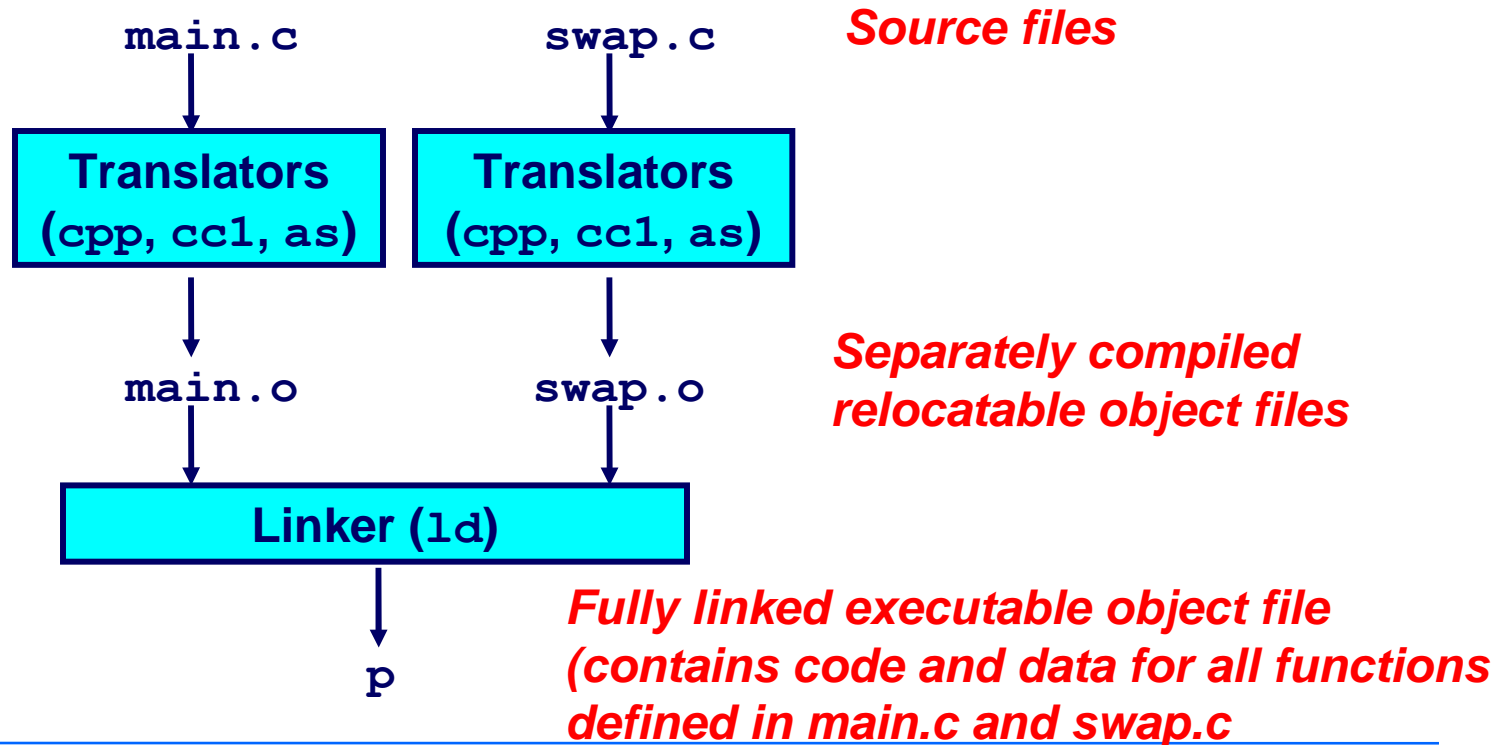 main.c
swap.c
Source files
Translators
(cpp, cc1, as)
Translators
(cpp, cc1, as)
main.o
swap.o
Separately compiled
relocatable object files
Linker (ld)
p
Fully linked executable object file
(contains code and data for all functions
defined in main.c and swap.c